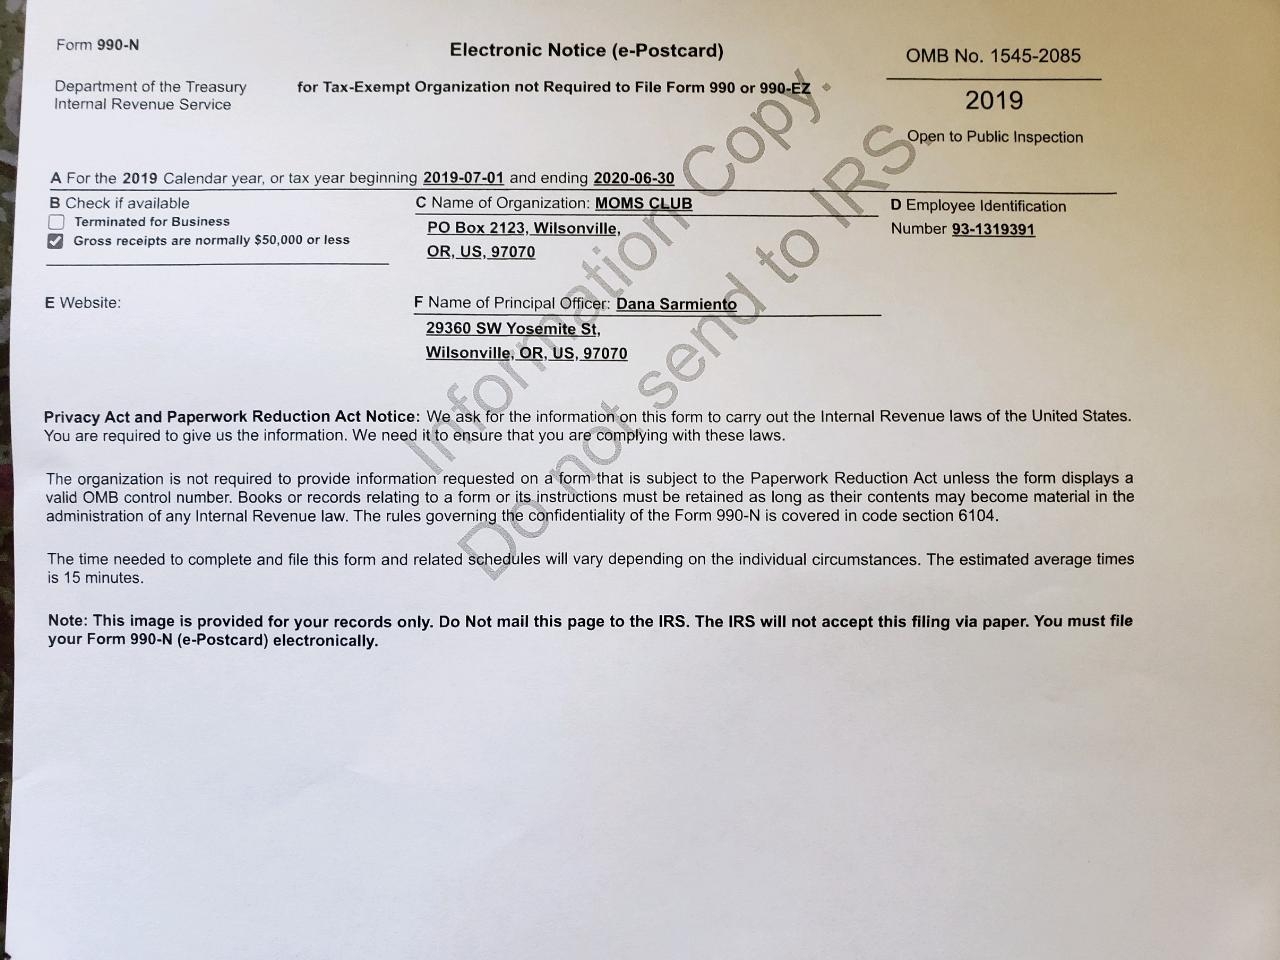 Form 990-N
Department of the Treasury
Internal Revenue Service
Electronic Notice (e-Postcard)
for Tax-Exempt Organization not Required to File Form 990 or 990-EZ
OMB No. 1545-2085
2019
Open to Public Inspection
A For the 2019 Calendar year, or tax year beginning 2019-07-01 and ending 2020-06-30
B Check if available
Terminated for Business
Gross receipts are normally $50,000 or less
C Name of Organization: MOMS CLUB
PO Box 2123, Wilsonville,
OR, US, 97070
D Employee Identification
Number 93-1319391
E Website:
F Name of Principal Officer: Dana Sarmiento
29360 SW Yosemite St,
Wilsonville, OR, US, 97070
Privacy Act and Paperwork Reduction Act Notice: We ask for the information on this form to carry out the Internal Revenue laws of the United States.
You are required to give us the information. We need it to ensure that you are complying with these laws.
The organization is not required to provide information requested on a form that is subject to the Paperwork Reduction Act unless the form displays a
valid OMB control number. Books or records relating to a form or its instructions must be retained as long as their contents may become material in the
administration of any Internal Revenue law. The rules governing the confidentiality of the Form 990-N is covered in code section 6104.
The time needed to complete and file this form and related schedules will vary depending on the individual circumstances. The estimated average times
is 15 minutes.
Note: This image is provided for your records only. Do Not mail this page to the IRS. The IRS will not accept this filing via paper. You must file
your Form 990-N (e-Postcard) electronically.
Information Copy.
Do not send to IRS.